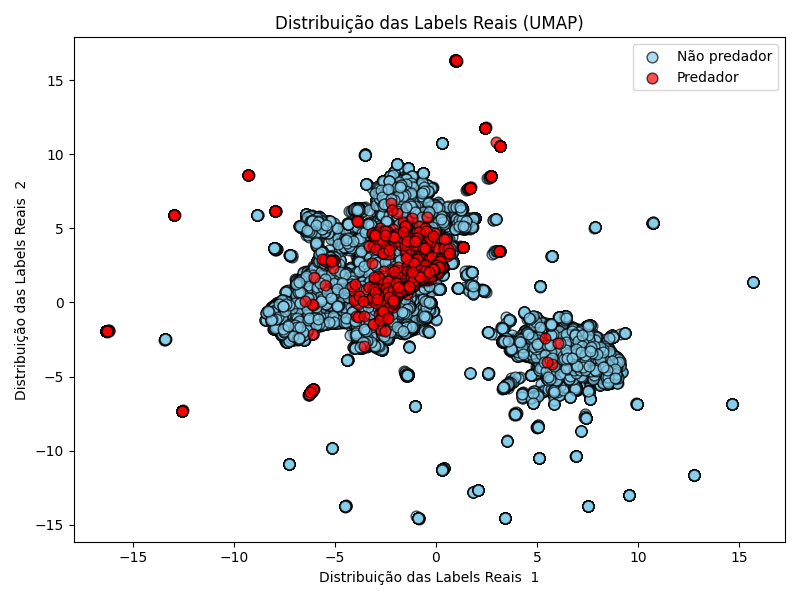 Distribuição das Labels Reais (UMAP)
Não predador
Predador
15
10
5
0
−5
−10
−15
Distribuição das Labels Reais  2
−15
−10
−5
0
5
10
15
Distribuição das Labels Reais  1